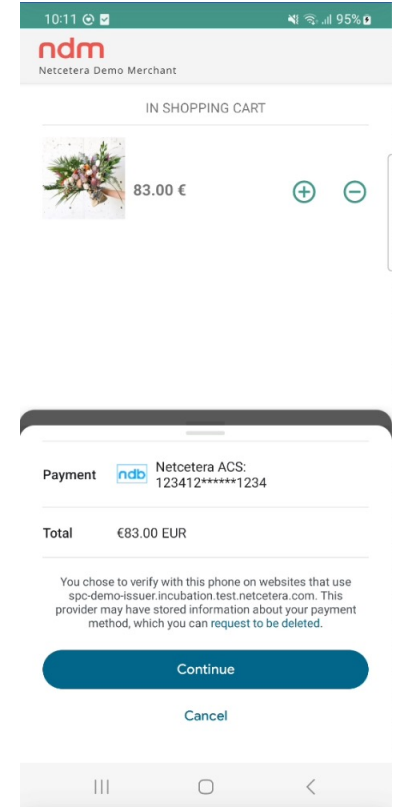 10:11 95%
ndm
Netcetera Demo Merchant
IN SHOPPING CART
83.00 €
Payment ndb Netcetera ACS:
123412******1234
Total €83.00 EUR
You chose to verify with this phone on websites that use
spc-demo-issuer.incubation.test.netcetera.com. This
provider may have stored information about your payment
method, which you can request to be deleted.
Continue
Cancel